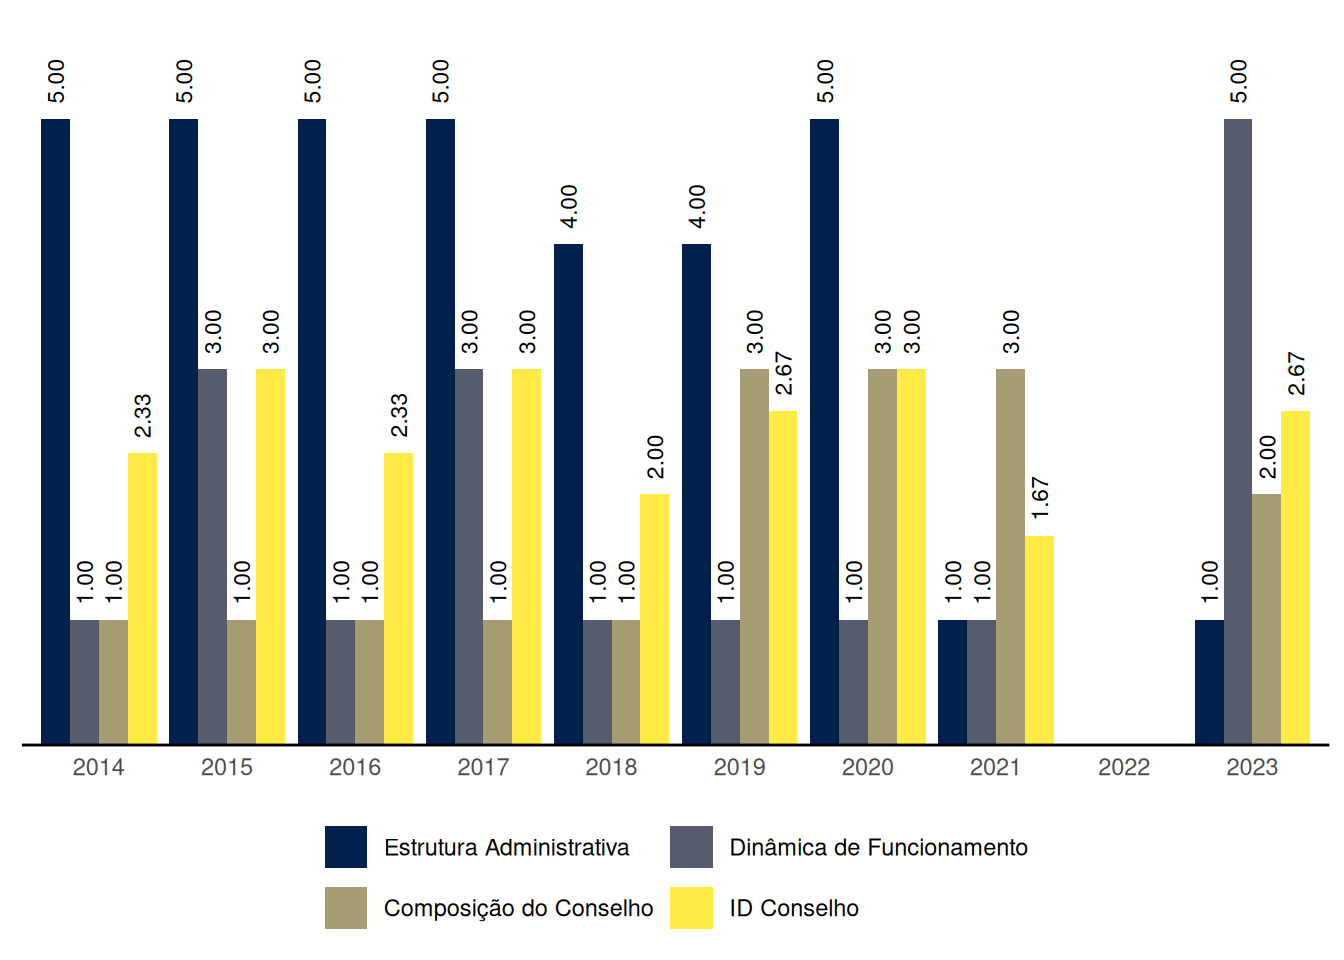 5.00 1.00 1.00 2.33
5.00 3.00 1.00 3.00
5.00 1.00 1.00 2.33
5.00 3.00 1.00 3.00
4.00 1.00 1.00 2.00
4.00 1.00 3.00 2.67
5.00 1.00 3.00 3.00
1.00 1.00 3.00 1.67
1.00 5.00 2.00 2.67
2014 2015 2016 2017 2018 2019 2020 2021 2022 2023
Estrutura Administrativa Dinâmica de Funcionamento
Composição do Conselho ID Conselho